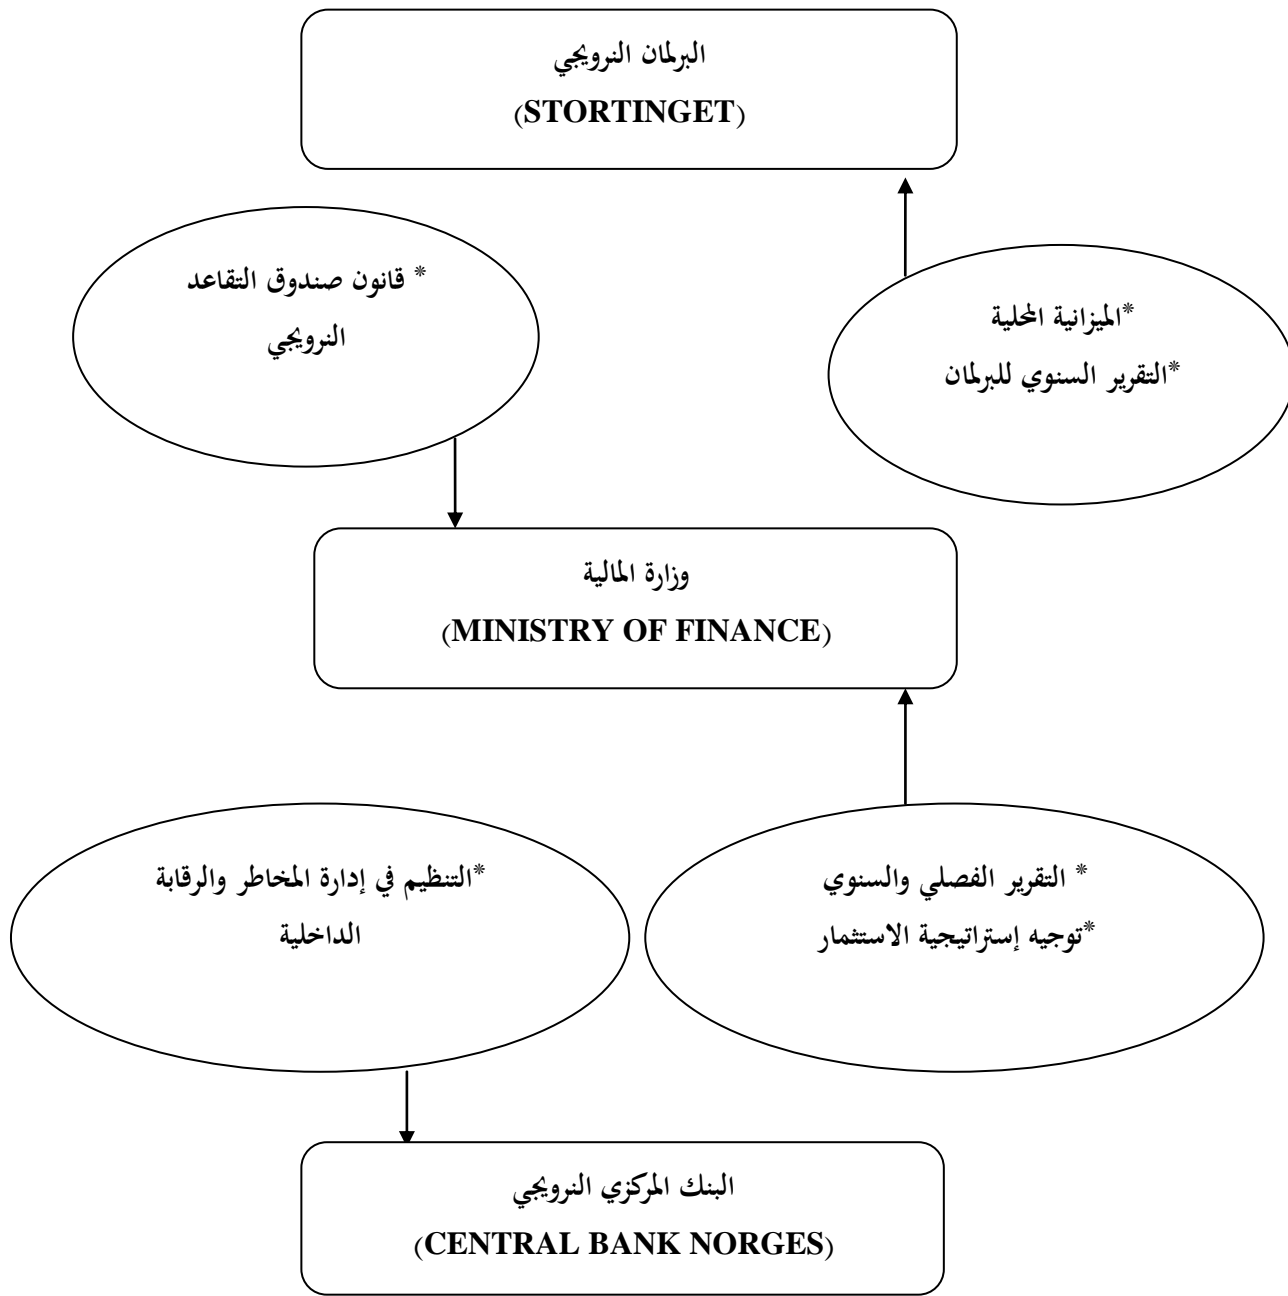 البرلمان النرويجي
(STORTINGET)
* قانون صندوق التقاعد
النرويجي
*الميزانية المحلية
*التقرير السنوي للبرلمان
وزارة المالية
(MINISTRY OF FINANCE)
* التقرير الفصلي والسنوي
*توجيه إستراتيجية الاستثمار
*التنظيم في إدارة المخاطر والرقابة
الداخلية
البنك المركزي النرويجي
(CENTRAL BANK NORGES)